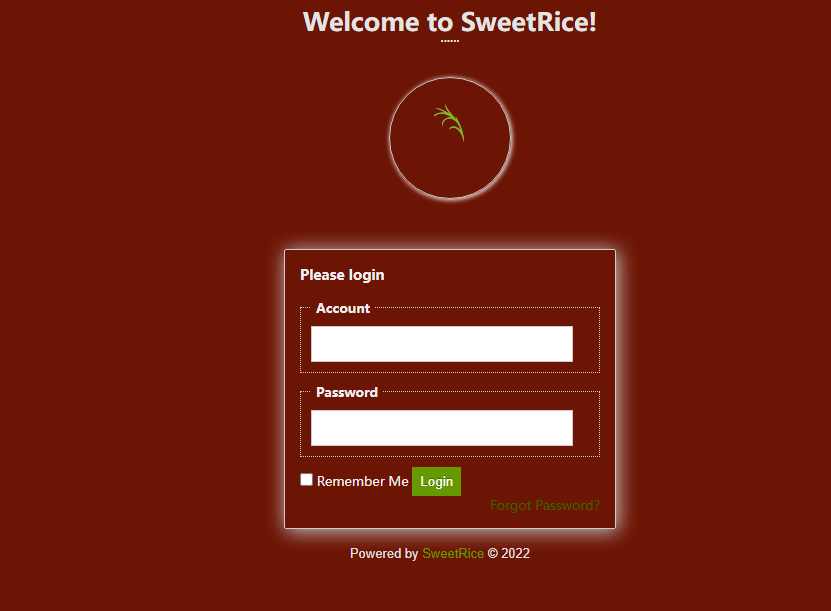 Welcome to SweetRice!
Please login
Account
Password
Remember Me Login
Forgot Password?
Powered by SweetRice © 2022